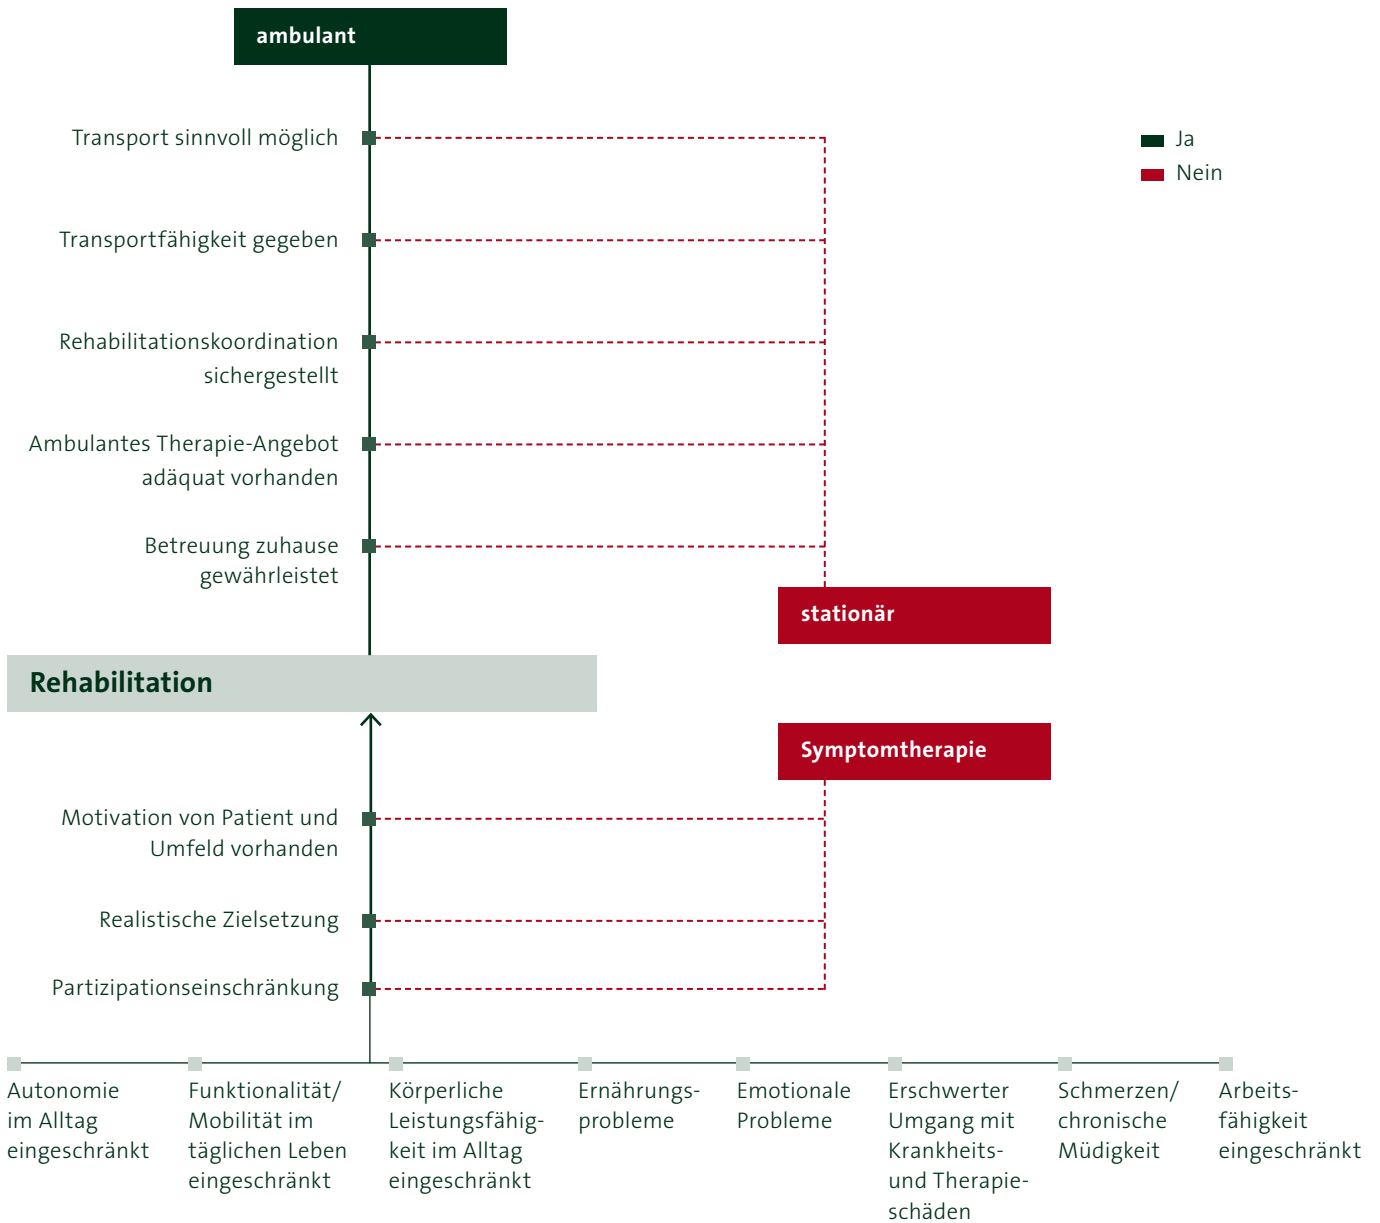 ambulant
Transport sinnvoll möglich
Ja
Nein
Transportfähigkeit gegeben
Rehabilitationskoordination
sichergestellt
Ambulantes Therapie-Angebot
adäquat vorhanden
Betreuung zuhause
gewährleistet
stationär
Rehabilitation
Symptomtherapie
Motivation von Patient und
Umfeld vorhanden
Realistische Zielsetzung
Partizipationseinschränkung
Autonomie
im Alltag
eingeschränkt
Funktionalität/
Mobilität im
täglichen Leben
eingeschränkt
Körperliche
Leistungsfähig-
keit im Alltag
eingeschränkt
Ernährungs-
probleme
Emotionale
Probleme
Erschwerter
Umgang mit
Krankheits-
und Therapie-
schäden
Schmerzen/
chronische
Müdigkeit
Arbeits-
fähigkeit
eingeschränkt